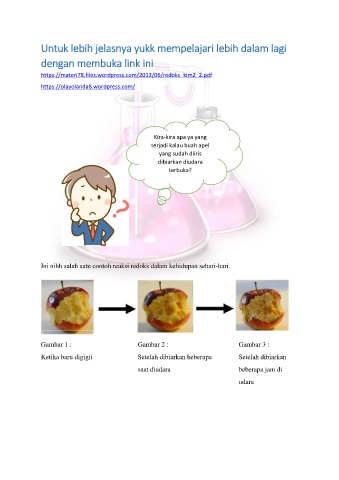 Untuk lebih jelasnya yukk mempelajari lebih dalam lagi
dengan membuka link ini
https://materi78.files.wordpress.com/2013/06/redoks_kim2_2.pdf
https://olavolanda8.wordpress.com/
Kira-kira apa ya yang
terjadi kalau buah apel
yang sudah diiris
dibiarkan diudara
terbuka?
Ini nihh salah satu contoh reaksi redoks dalam kehidupan sehari-hari.
Gambar 1 :
Ketika baru digigit
Gambar 2 :
Setelah dibiarkan beberapa
saat diudara
Gambar 3 :
Setelah dibiarkan
beberapa jam di
udara